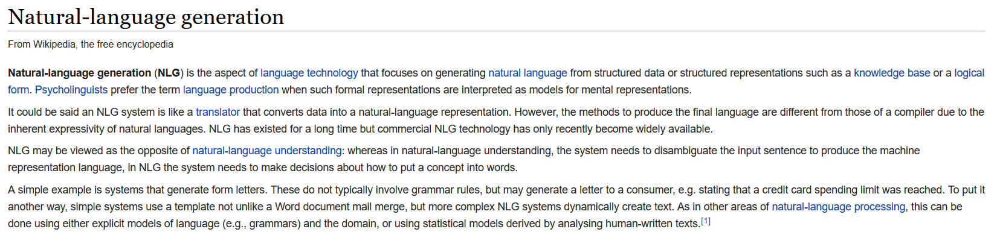 Natural-language generation
From Wikipedia, the free encyclopedia
Natural-language generation (NLG) is the aspect of language technology that focuses on generating natural language from structured data or structured representations such as a knowledge base or a logical
form. Psycholinguists prefer the term language production when such formal representations are interpreted as models for mental representations.
It could be said an NLG system is like a translator that converts data into a natural-language representation. However, the methods to produce the final language are different from those of a compiler due to the
inherent expressivity of natural languages. NLG has existed for a long time but commercial NLG technology has only recently become widely available.
NLG may be viewed as the opposite of natural-language understanding: whereas in natural-language understanding, the system needs to disambiguate the input sentence to produce the machine
representation language, in NLG the system needs to make decisions about how to put a concept into words.
A simple example is systems that generate form letters. These do not typically involve grammar rules, but may generate a letter to a consumer, e.g. stating that a credit card spending limit was reached. To put it
another way, simple systems use a template not unlike a Word document mail merge, but more complex NLG systems dynamically create text. As in other areas of natural-language processing, this can be
done using either explicit models of language (e.g., grammars) and the domain, or using statistical models derived by analysing human-written texts.[1]